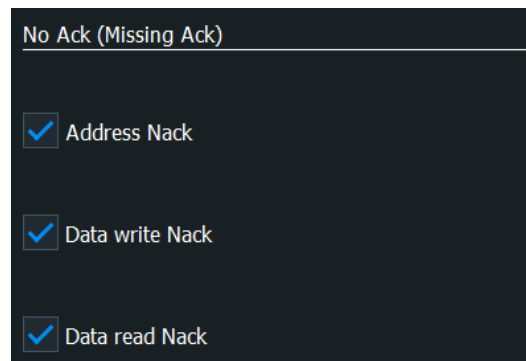 No Ack (Missing Ack)
Address Nack
Data write Nack
Data read Nack